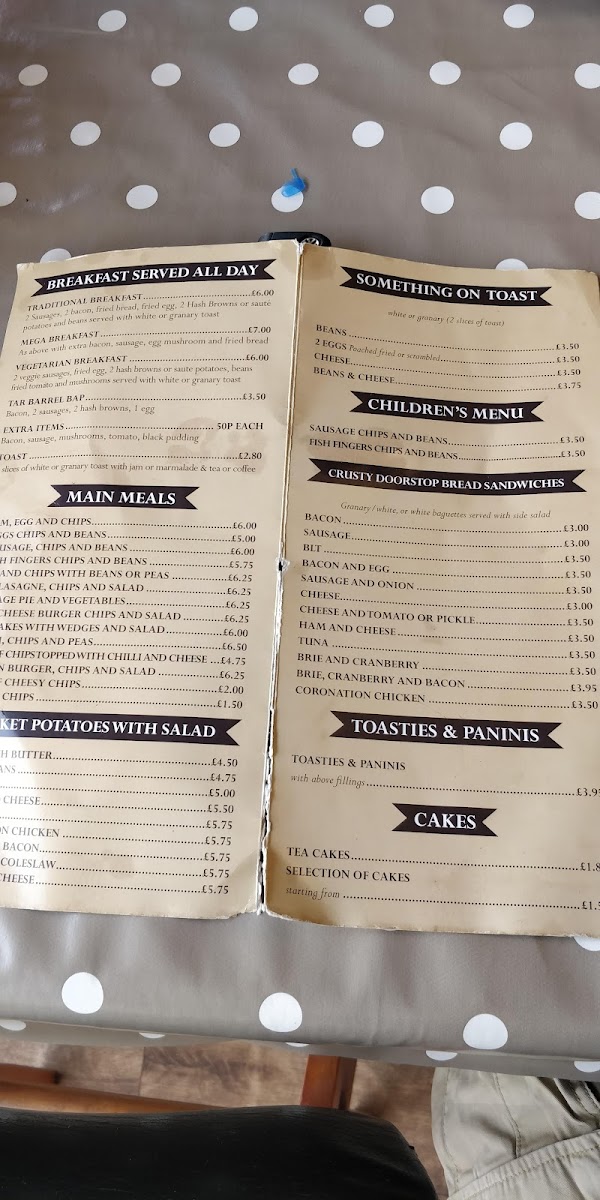 BREAKFAST SERVED ALL DAY
TRADITIONAL BREAKFAST £6.00
2 Sausages, 2 bacon, fried bread, fried egg, 2 Hash Browns or sauté
potatoes and beans served with white or granary toast
MEGA BREAKFAST £7.00
As above with extra bacon, sausage, egg mushroom and fried bread
VEGETARIAN BREAKFAST £6.00
2 veggie sausages, fried egg, 2 hash browns or saute potatoes, beans
fried tomato and mushrooms served with white or granary toast
TAR BARREL BAP £3.50
Bacon, 2 sausages, 2 hash browns, 1 egg
EXTRA ITEMS 50P EACH
Bacon, sausage, mushrooms, tomato, black pudding
TOAST £2.80
slices of white or granary toast with jam or marmalade & tea or coffee
MAIN MEALS
M, EGG AND CHIPS £6.00
GGS CHIPS AND BEANS £5.00
USAGE, CHIPS AND BEANS £6.00
H FINGERS CHIPS AND BEANS £5.75
AND CHIPS WITH BEANS OR PEAS £6.25
LASAGNE, CHIPS AND SALAD £6.25
AGE PIE AND VEGETABLES £6.25
CHEESE BURGER CHIPS AND SALAD £6.25
AKES WITH WEDGES AND SALAD £6.00
, CHIPS AND PEAS £6.50
F CHIPS TOPPED WITH CHILLI AND CHEESE £4.75
N BURGER, CHIPS AND SALAD £6.25
F CHEESY CHIPS £2.00
CHIPS £1.50
KET POTATOES WITH SALAD
H BUTTER £4.50
ANS £4.75
£5.00
CHEESE £5.50
£5.75
ON CHICKEN £5.75
BACON £5.75
COLESLAW £5.75
CHEESE £5.75
SOMETHING ON TOAST
white or granary (2 slices of toast)
BEANS £3.50
2 EGGS Poached fried or scrambled £3.50
CHEESE £3.50
BEANS & CHEESE £3.75
CHILDREN'S MENU
SAUSAGE CHIPS AND BEANS £3.50
FISH FINGERS CHIPS AND BEANS £3.50
CRUSTY DOORSTOP BREAD SANDWICHES
Granary/white, or white baguettes served with side salad
BACON £3.00
SAUSAGE £3.00
BLT £3.50
BACON AND EGG £3.50
SAUSAGE AND ONION £3.50
CHEESE £3.00
CHEESE AND TOMATO OR PICKLE £3.50
HAM AND CHEESE £3.50
TUNA £3.50
BRIE AND CRANBERRY £3.50
BRIE, CRANBERRY AND BACON £3.95
CORONATION CHICKEN £3.50
TOASTIES & PANINIS
TOASTIES & PANINIS
with above fillings £3.9
CAKES
TEA CAKES £1.8
SELECTION OF CAKES
starting from £1.